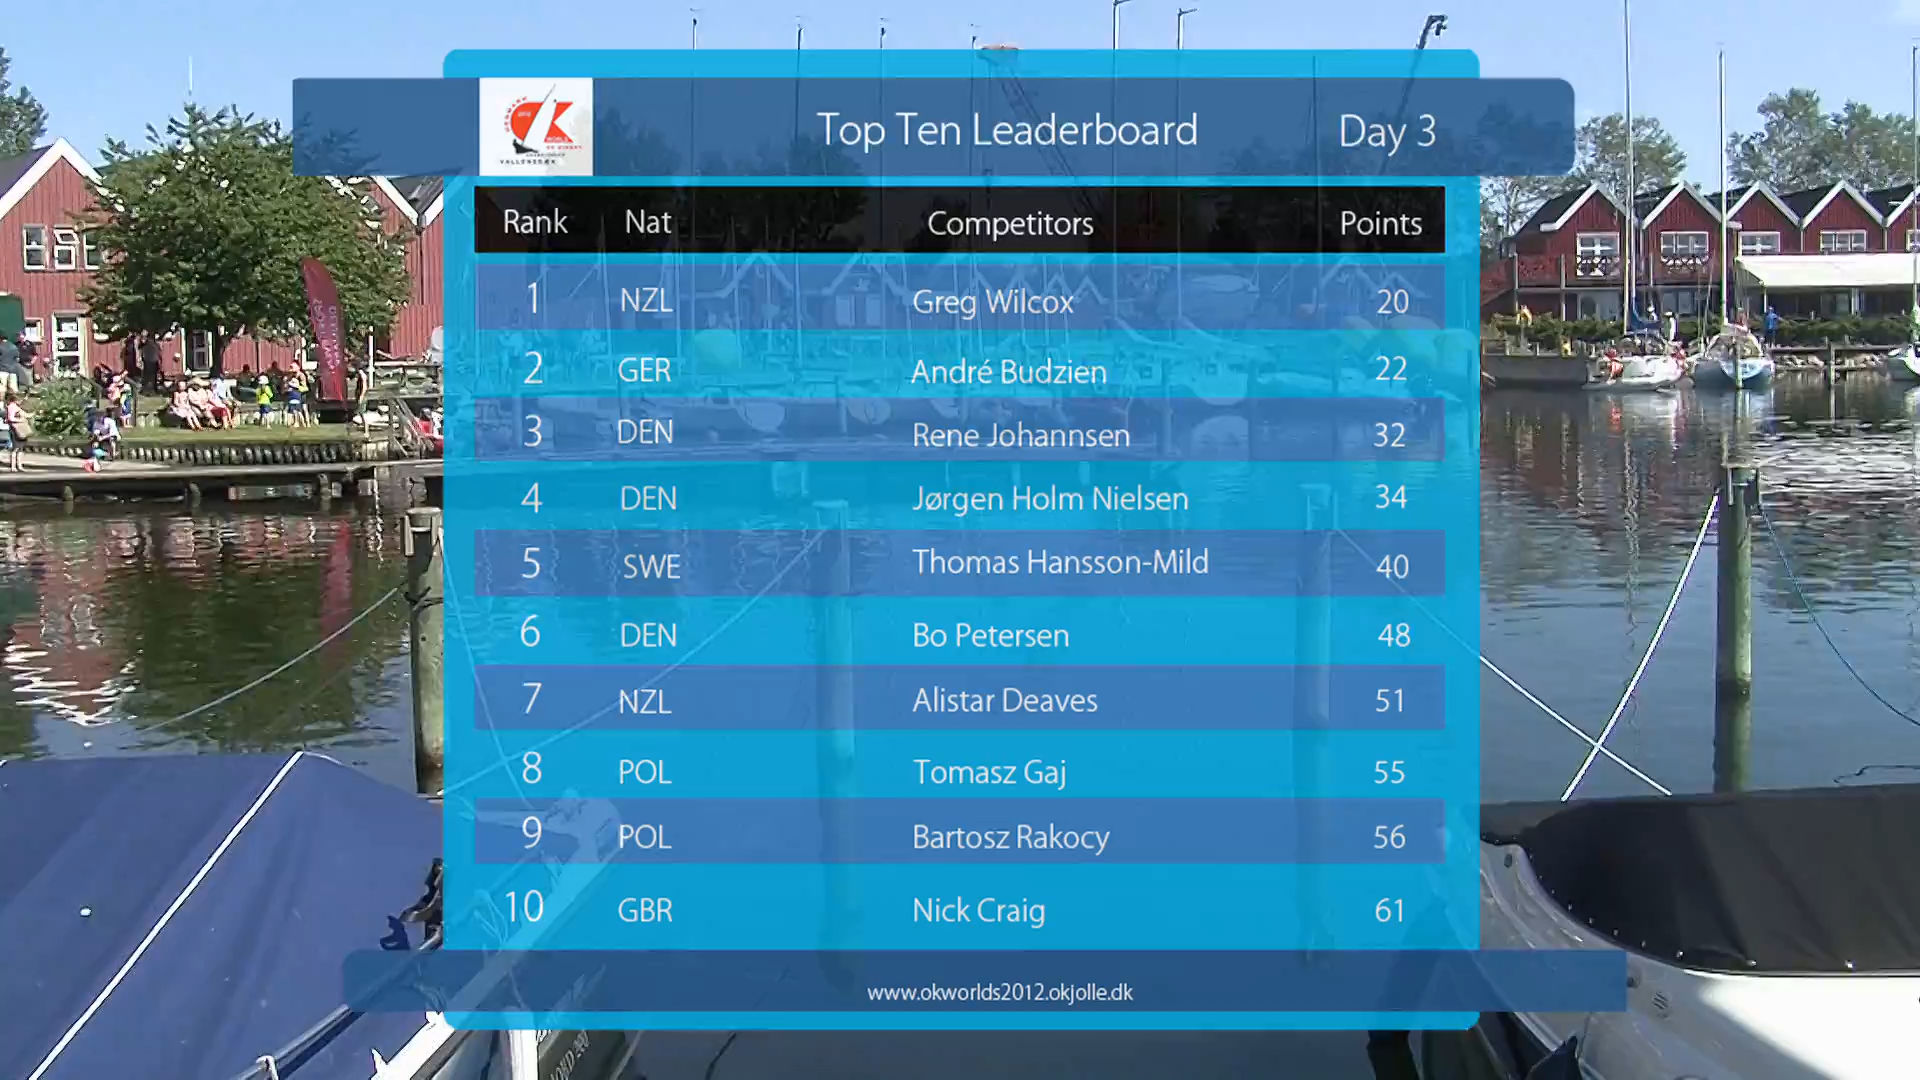 Top Ten Leaderboard Day 3
VALLENSBÆK
Rank Nat Competitors Points
1 NZL Greg Wilcox 20
2 GER André Budzien 22
3 DEN Rene Johannsen 32
4 DEN Jørgen Holm Nielsen 34
5 SWE Thomas Hansson-Mild 40
6 DEN Bo Petersen 48
7 NZL Alistar Deaves 51
8 POL Tomasz Gaj 55
9 POL Bartosz Rakocy 56
10 GBR Nick Craig 61
www.okworlds2012.okjolle.dk